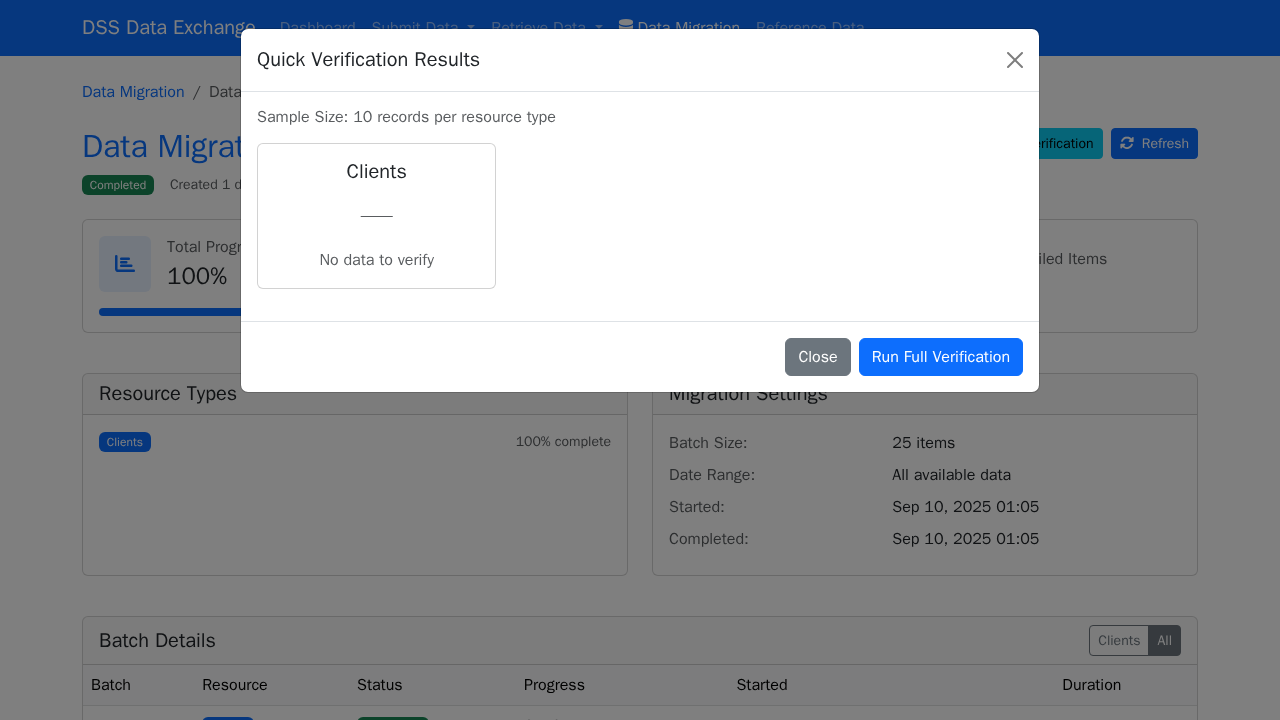 DSS Data Exchange Dashboard Submit Data Retrieve Data Data Migration Reference Data
Quick Verification Results
Data Migration / Data
Sample Size: 10 records per resource type
Data Migrat
erification Refresh
Clients
Completed Created 1 d
—
No data to verify
Total Progr
100%
iled Items
Close Run Full Verification
Resource Types
Clients 100% complete
Migration Settings
Batch Size: 25 items
Date Range: All available data
Started: Sep 10, 2025 01:05
Completed: Sep 10, 2025 01:05
Batch Details Clients All
Batch Resource Status Progress Started Duration